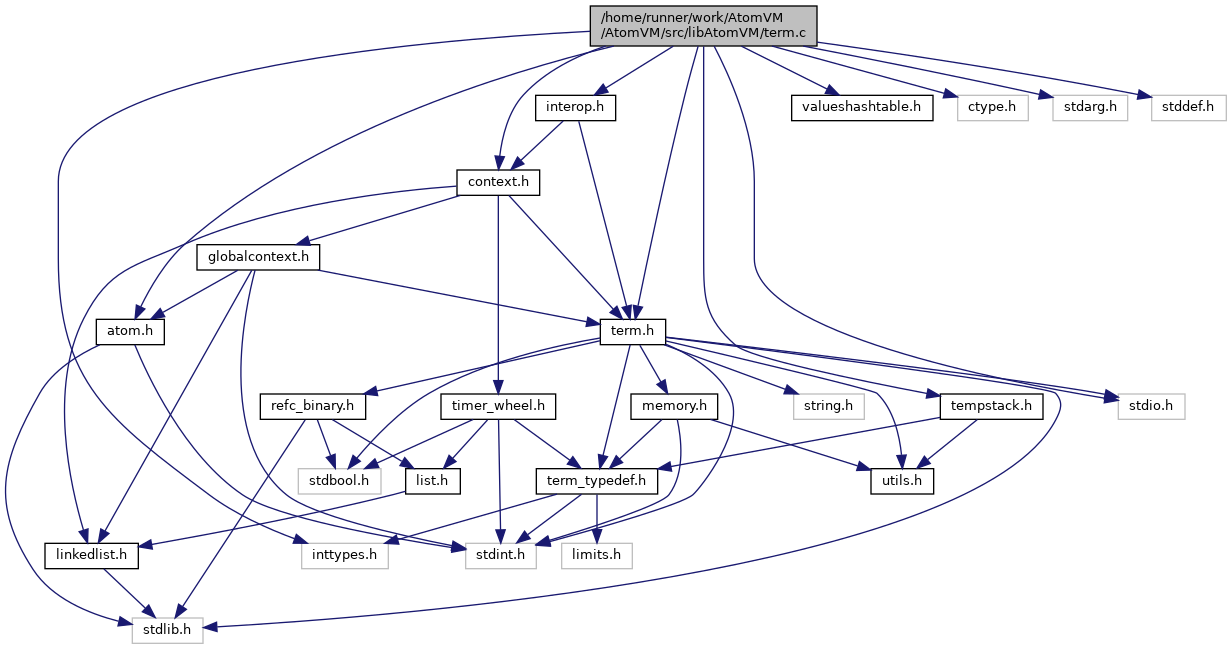 /home/runner/work/AtomVM
/AtomVM/src/libAtomVM/term.c
interop.h
valueshashtable.h
ctype.h
stdarg.h
stddef.h
context.h
globalcontext.h
atom.h
term.h
refc_binary.h
timer_wheel.h
memory.h
string.h
tempstack.h
stdio.h
stdbool.h
list.h
term_typedef.h
utils.h
linkedlist.h
inttypes.h
stdint.h
limits.h
stdlib.h